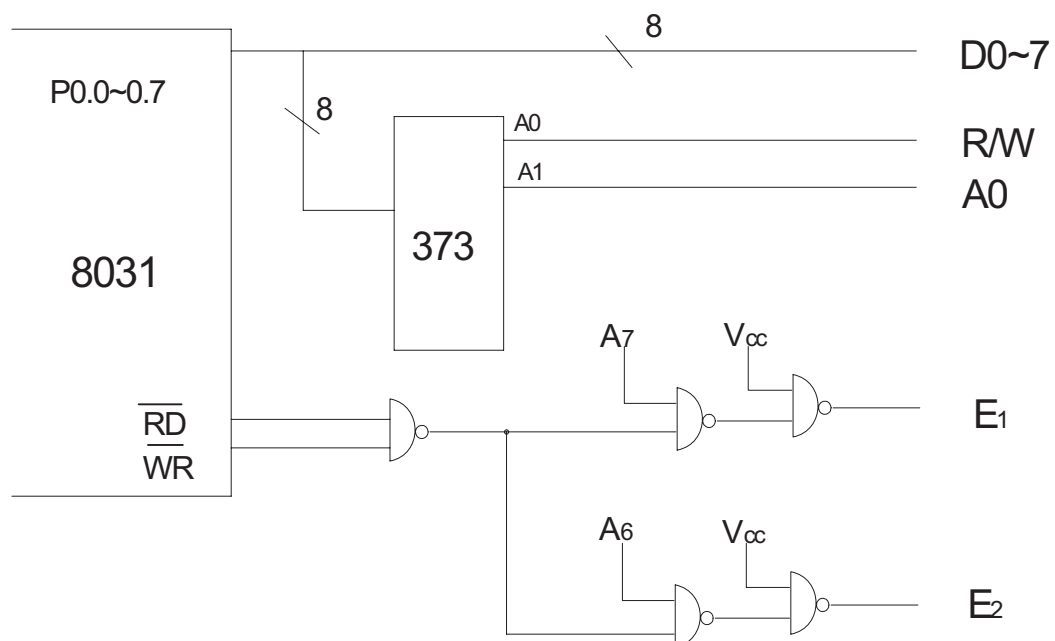 8
D0~7
P0.0~0.7
8
A0
R/W
A1
A0
373
8031
A7
Vcc
RD
E1
WR
A6
Vcc
E2